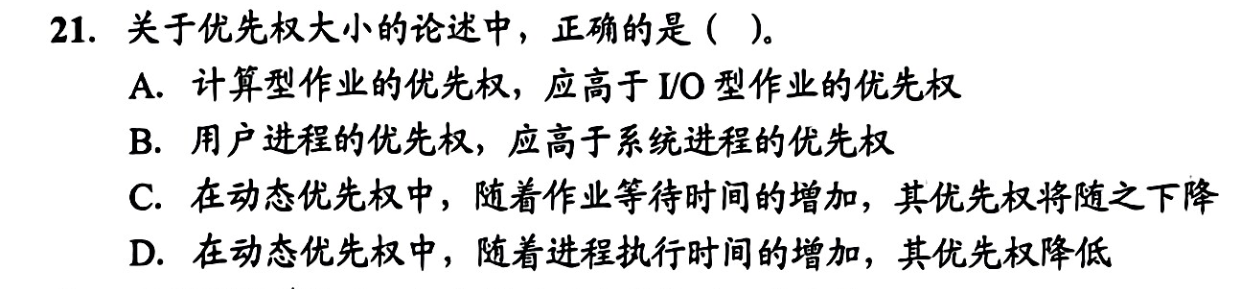 21. 关于优先权大小的论述中，正确的是（ ）。
A. 计算型作业的优先权，应高于 I/O 型作业的优先权
B. 用户进程的优先权，应高于系统进程的优先权
C. 在动态优先权中，随着作业等待时间的增加，其优先权将随之下降
D. 在动态优先权中，随着进程执行时间的增加，其优先权降低